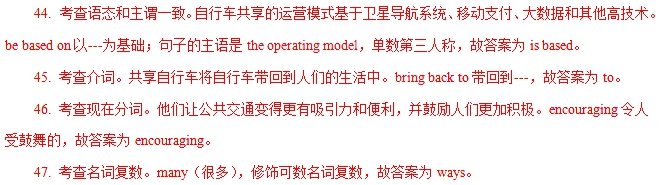 44. 考查语态和主谓一致。自行车共享的运营模式基于卫星导航系统、移动支付、大数据和其他高技术。
be based on以---为基础；句子的主语是 the operating model，单数第三人称，故答案为 is based。
45. 考查介词。共享自行车将自行车带回到人们的生活中。bring back to 带回到---，故答案为 to。
46. 考查现在分词。他们让公共交通变得更有吸引力和便利，并鼓励人们更加积极。encouraging 令人
受鼓舞的，故答案为 encouraging。
47. 考查名词复数。many（很多），修饰可数名词复数，故答案为 ways。